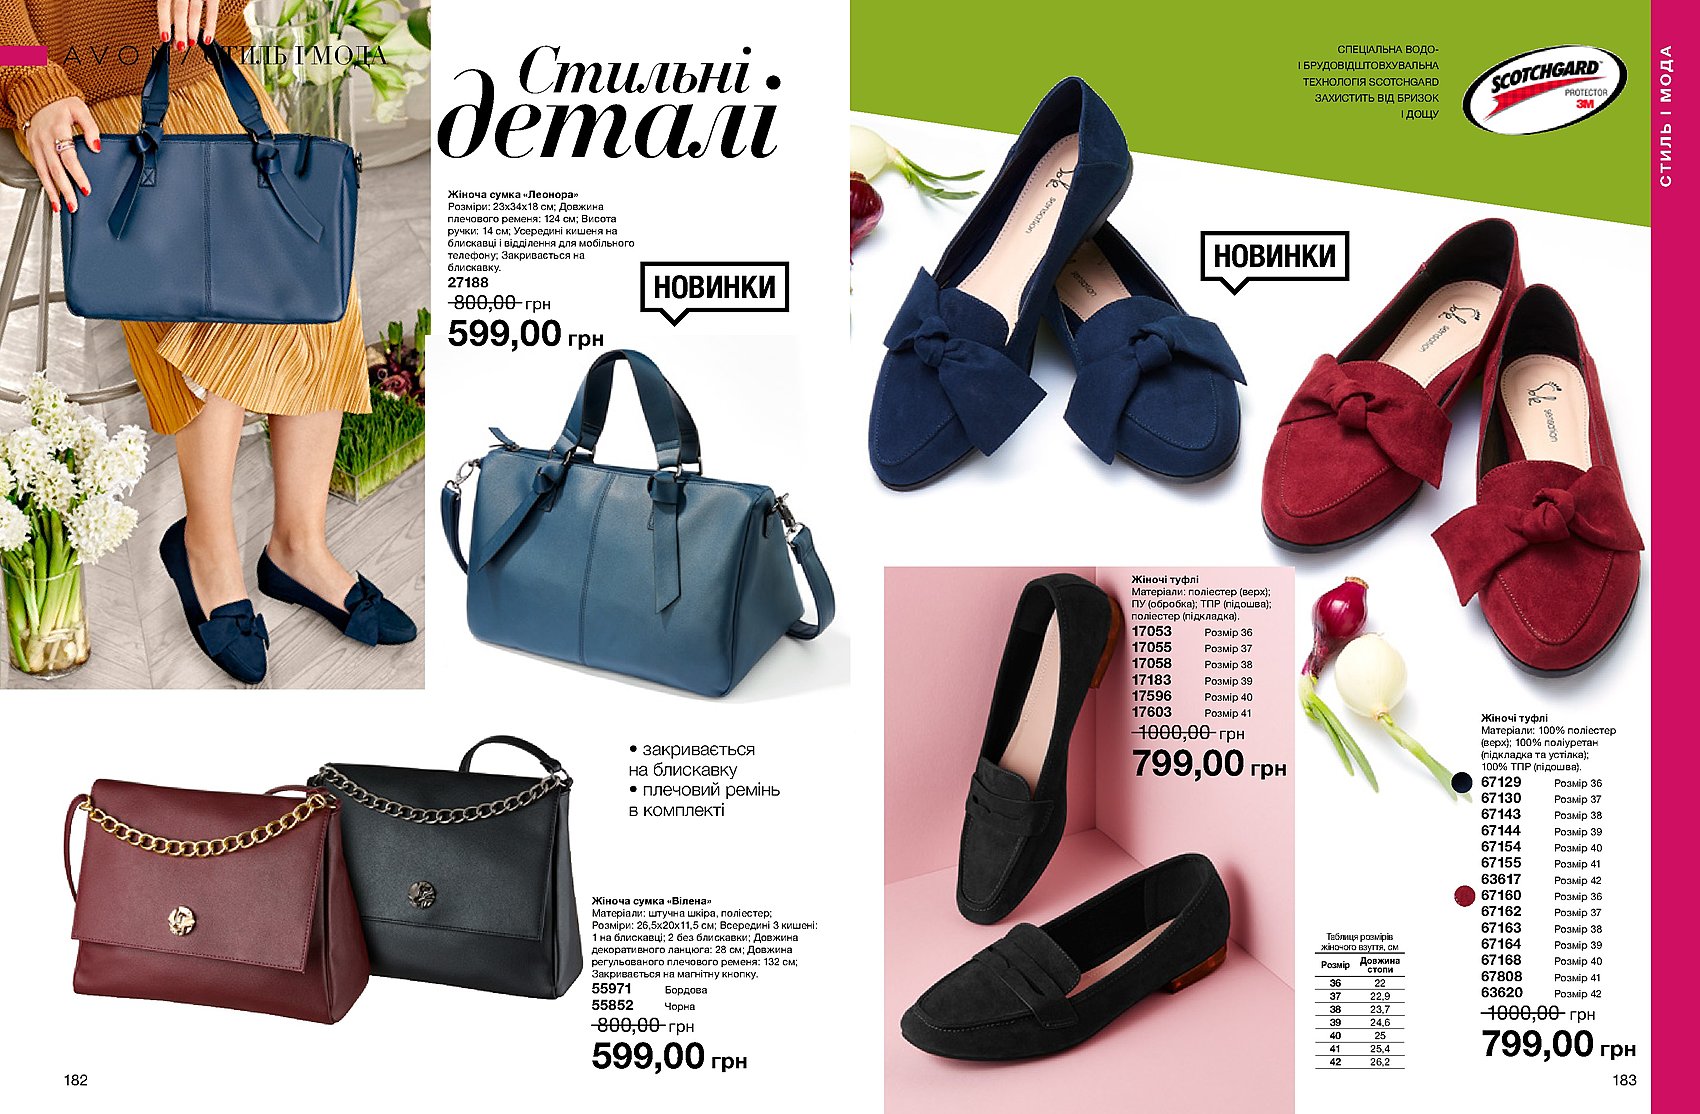 AVON / СТИЛЬ І МОДА
Стильні
деталі
Жіноча сумка «Леонора»
Розміри: 23х34х18 см; Довжина
плечового ременя: 124 см; Висота
ручки: 14 см; Усередині кишеня на
блискавці і відділення для мобільного
телефону; Закривається на
блискавку.
27188
800,00 грн
599,00 грн
НОВИНКИ
• закривається
на блискавку
• плечовий ремінь
в комплекті
Жіноча сумка «Вілена»
Матеріали: штучна шкіра, поліестер;
Розміри: 26,5х20х11,5 см; Всередині 3 кишені:
1 на блискавці; 2 без блискавки; Довжина
декоративного ланцюга: 28 см; Довжина
регульованого плечового ременя: 132 см;
Закривається на магнітну кнопку.
55971 Бордова
55852 Чорна
800,00 грн
599,00 грн
182
СПЕЦІАЛЬНА ВОДО-
І БРУДОВІДШТОВХУВАЛЬНА
ТЕХНОЛОГІЯ SCOTCHGARD
ЗАХИСТИТЬ ВІД БРИЗОК
І ДОЩУ
SCOTCHGARD™
PROTECTOR
3M
СТИЛЬ І МОДА
НОВИНКИ
Sole
sensation
sensation
Sole
sensation
Sole
sensation
Жіночі туфлі
Матеріали: поліестер (верх);
ПУ (обробка); ТПР (підошва);
поліестер (підкладка).
17053 Розмір 36
17055 Розмір 37
17058 Розмір 38
17183 Розмір 39
17596 Розмір 40
17603 Розмір 41
1000,00 грн
799,00 грн
Жіночі туфлі
Матеріали: 100% поліестер
(верх); 100% поліуретан
(підкладка та устілка);
100% ТПР (підошва).
67129 Розмір 36
67130 Розмір 37
67143 Розмір 38
67144 Розмір 39
67154 Розмір 40
67155 Розмір 41
63617 Розмір 42
67160 Розмір 36
67162 Розмір 37
67163 Розмір 38
67164 Розмір 39
67168 Розмір 40
67808 Розмір 41
63620 Розмір 42
1000,00 грн
799,00 грн
Таблиця розмірів
жіночого взуття, см
Розмір Довжина
стопи
36 22
37 22,9
38 23,7
39 24,6
40 25
41 25,4
42 26,2
183